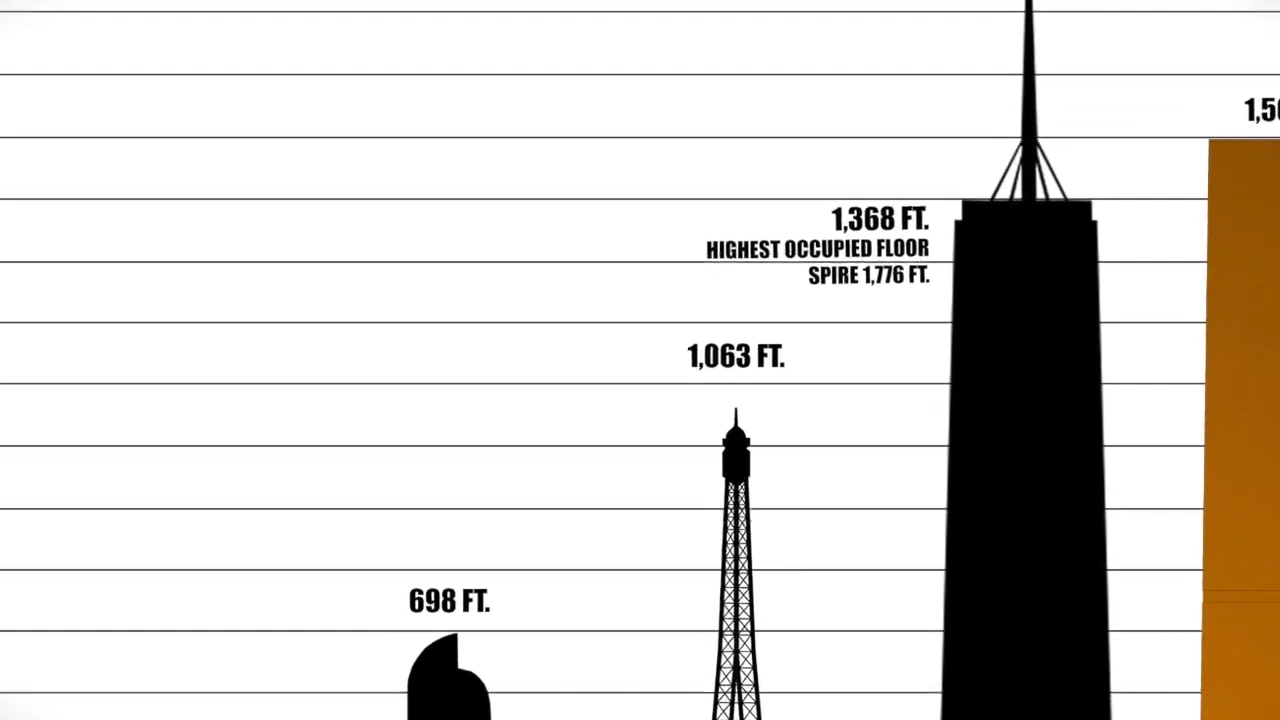 1,368 FT.
HIGHEST OCCUPIED FLOOR
SPIRE 1,776 FT.
1,063 FT.
698 FT.